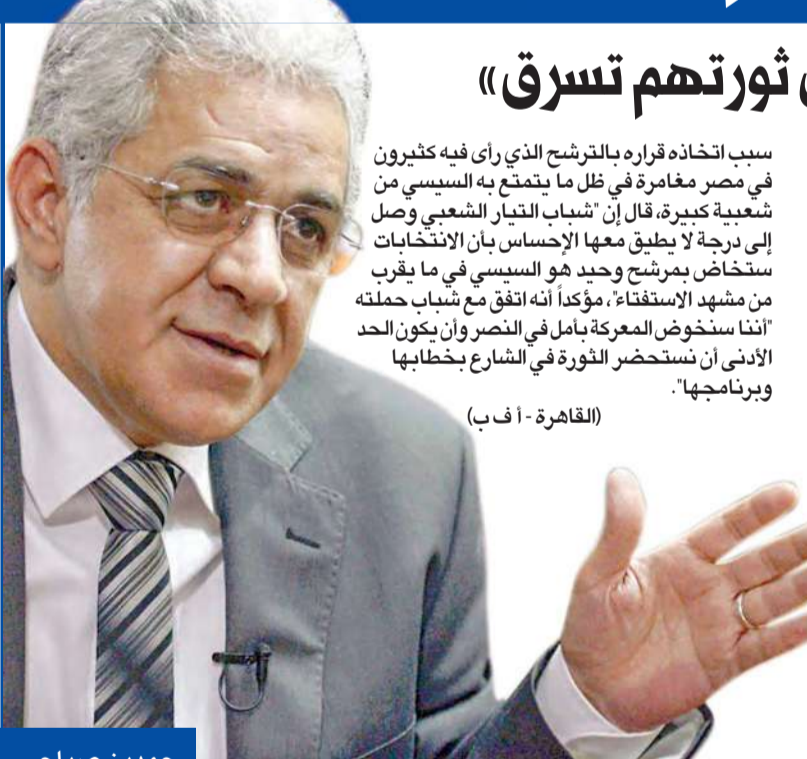 ثورتهم تسرق»
سبب اتخاذه قراره بالترشح الذي رأى فيه كثيرون
في مصر مغامرة في ظل ما يتمتع به السيسي من
شعبية كبيرة، قال إن "شباب التيار الشعبي وصل
إلى درجة لا يطيق معها الإحساس بأن الانتخابات
ستخاض بمرشح وحيد هو السيسي في ما يقرب
من مشهد الاستفتاء"، مؤكداً أنه اتفق مع شباب حملته
"أننا سنخوض المعركة بأمل في النصر وأن يكون الحد
الأدنى أن نستحضر الثورة في الشارع بخطابها
وبرنامجها".
(القاهرة - أ ف ب)